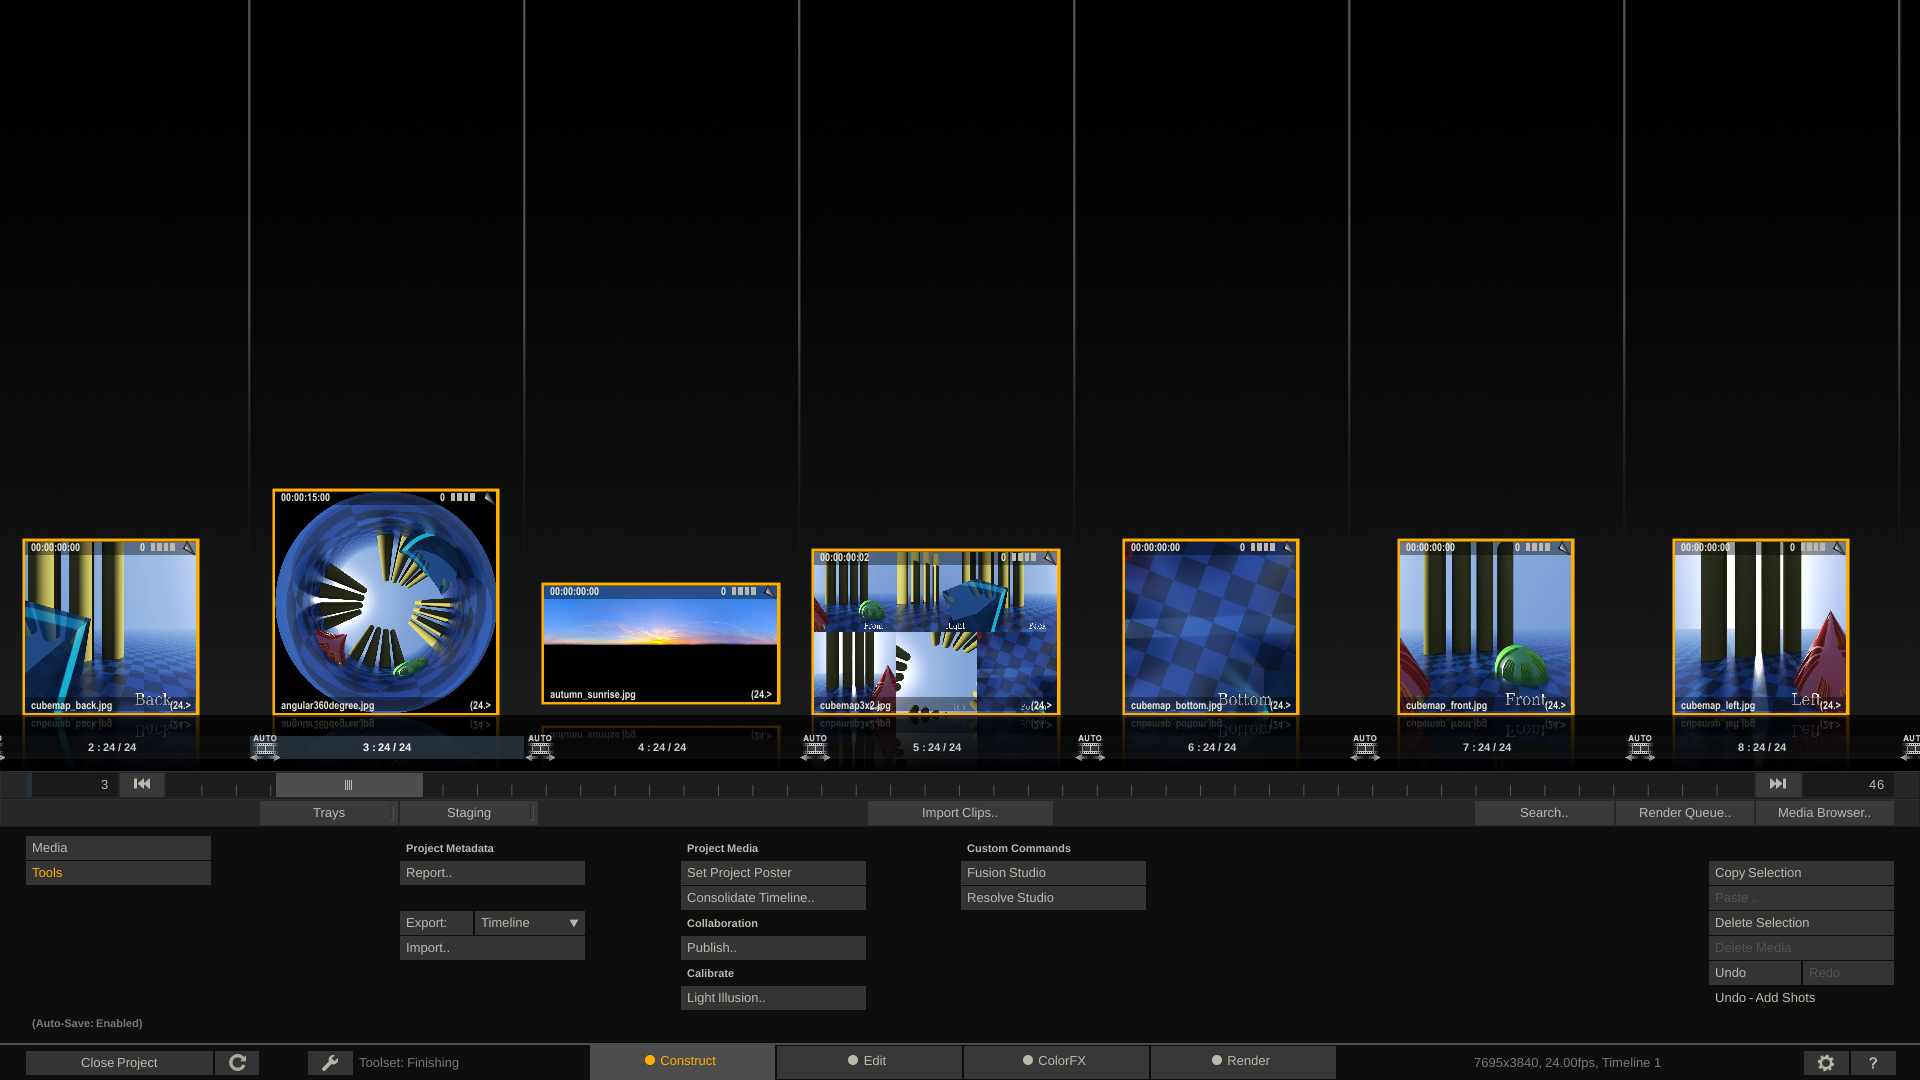 00:00:15:00 0
00:00:00:00 0
00:00:00:00 0
00:00:00:02 0
00:00:00:00 0
00:00:00:00 0
00:00:00:00 0
Back
cubemap_back.jpg (24.>
angular360degree.jpg (24.>
autumn_sunrise.jpg (24.>
Front Right Back
cubemap3x2.jpg (24.>
Bottom
cubemap_bottom.jpg (24.>
Front
cubemap_front.jpg (24.>
Left
cubemap_left.jpg (24.>
2 : 24 / 24 AUTO 3 : 24 / 24 AUTO 4 : 24 / 24 AUTO 5 : 24 / 24 AUTO 6 : 24 / 24 AUTO 7 : 24 / 24 AUTO 8 : 24 / 24 AUT
3 46
Trays Staging Import Clips.. Search.. Render Queue.. Media Browser..
Media
Tools
Project Metadata
Report..
Export: Timeline
Import..
Project Media
Set Project Poster
Consolidate Timeline..
Collaboration
Publish..
Calibrate
Light Illusion..
Custom Commands
Fusion Studio
Resolve Studio
Copy Selection
Paste ..
Delete Selection
Delete Media
Undo Redo
Undo - Add Shots
(Auto-Save: Enabled)
Close Project Toolset: Finishing Construct Edit ColorFX Render 7695x3840, 24.00fps, Timeline 1 ?